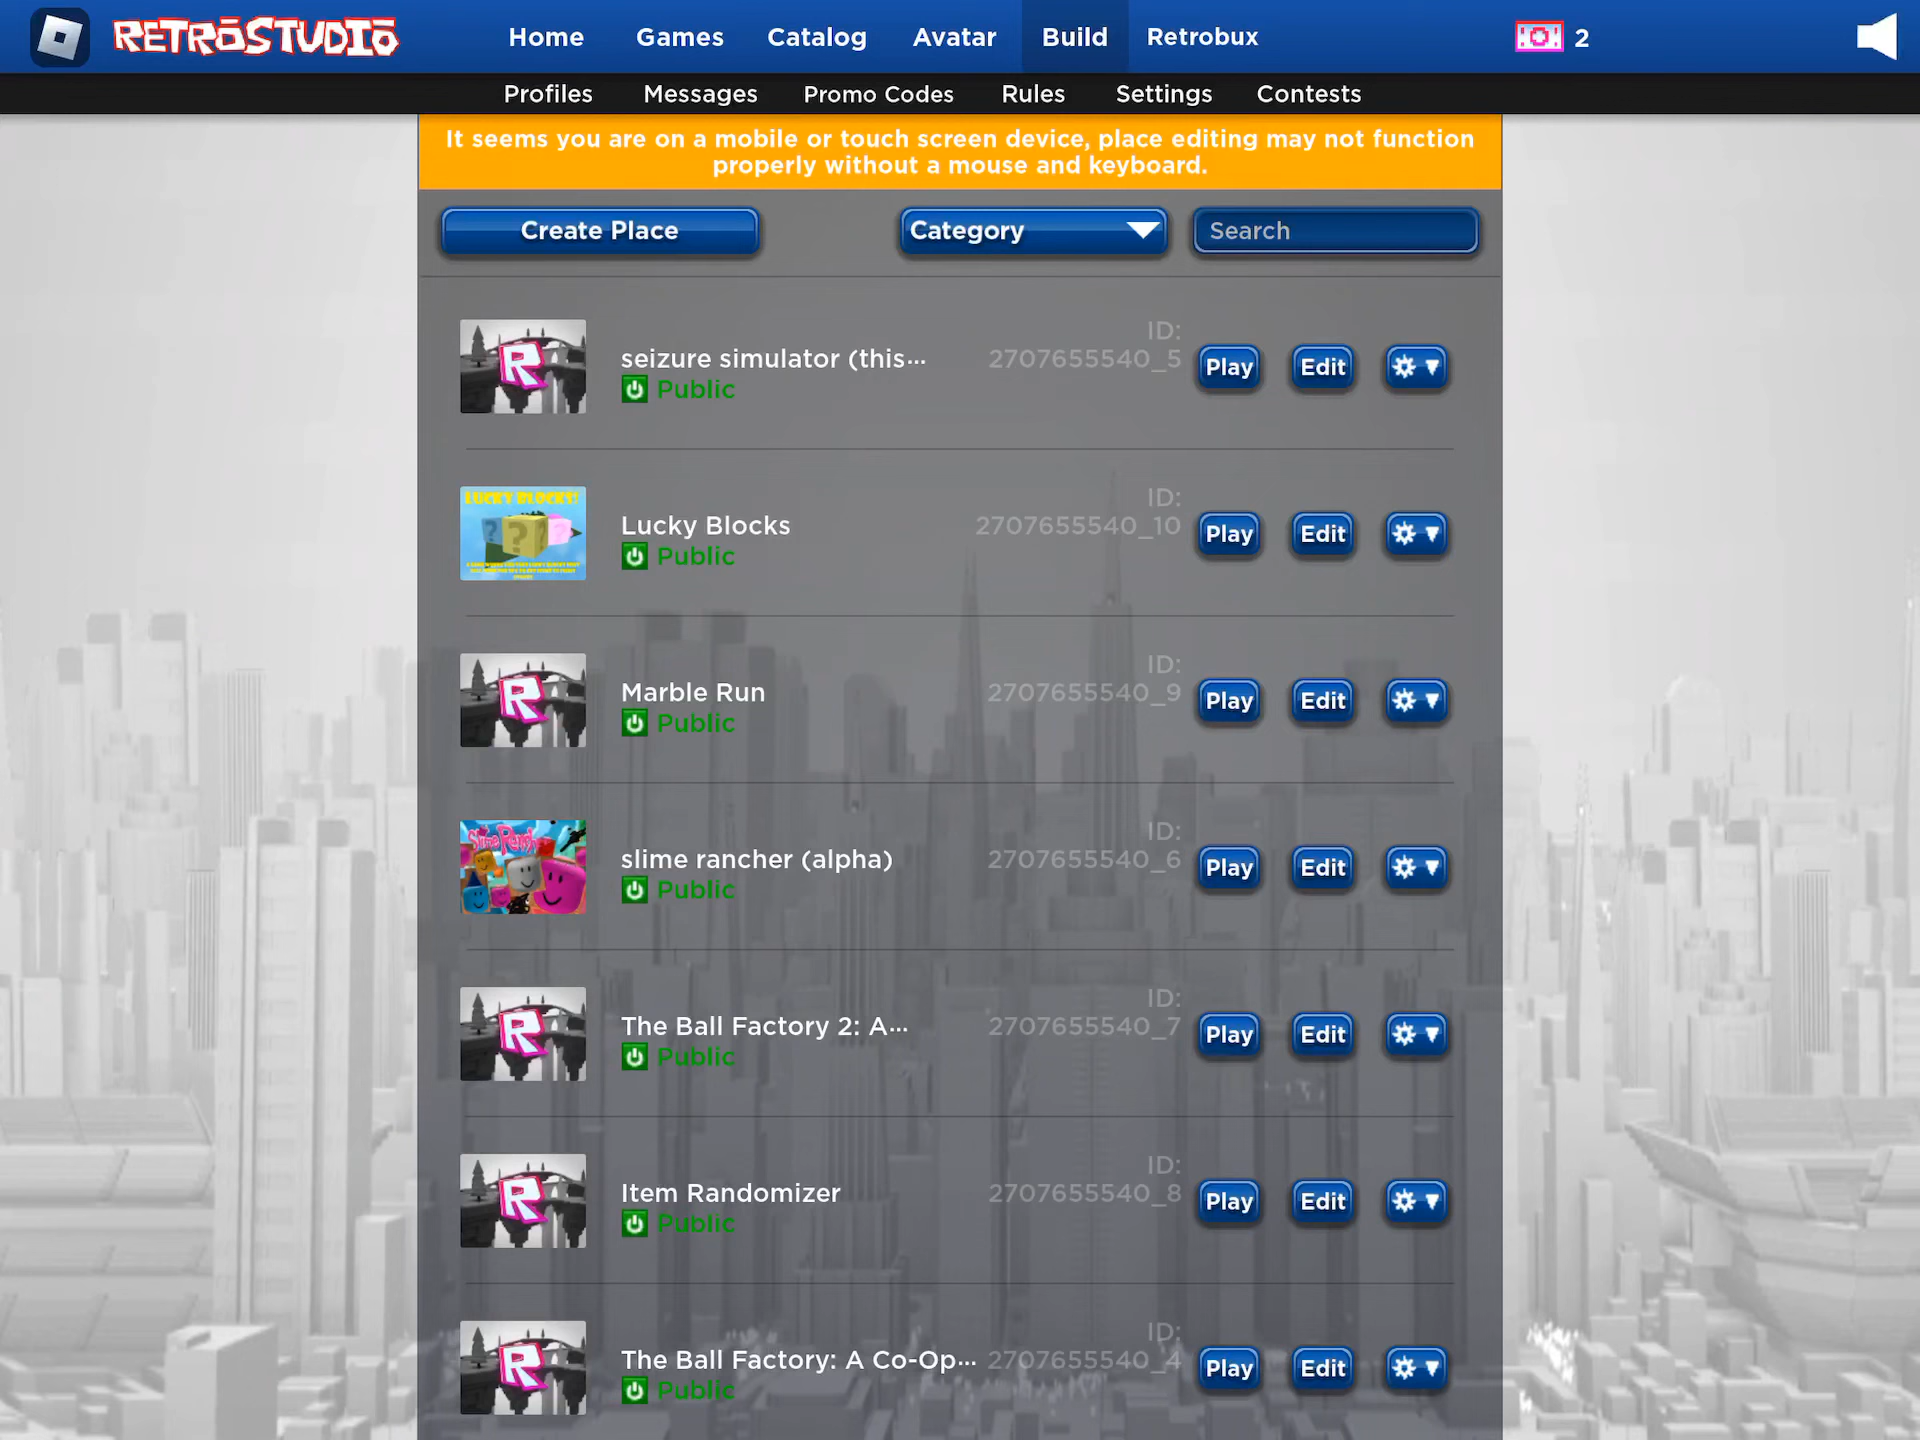 RETROSTUDIO
Home Games Catalog Avatar Build Retrobux 2
Profiles Messages Promo Codes Rules Settings Contests
It seems you are on a mobile or touch screen device, place editing may not function
properly without a mouse and keyboard.
Create Place Category Search
seizure simulator (this...
Public
ID:
2707655540_5
Play Edit
LUCKY BLOCKS!
Lucky Blocks
Public
ID:
2707655540_10
Play Edit
Marble Run
Public
ID:
2707655540_9
Play Edit
slime rancher (alpha)
Public
ID:
2707655540_6
Play Edit
The Ball Factory 2: A...
Public
ID:
2707655540_7
Play Edit
Item Randomizer
Public
ID:
2707655540_8
Play Edit
The Ball Factory: A Co-Op...
Public
ID:
2707655540_4
Play Edit